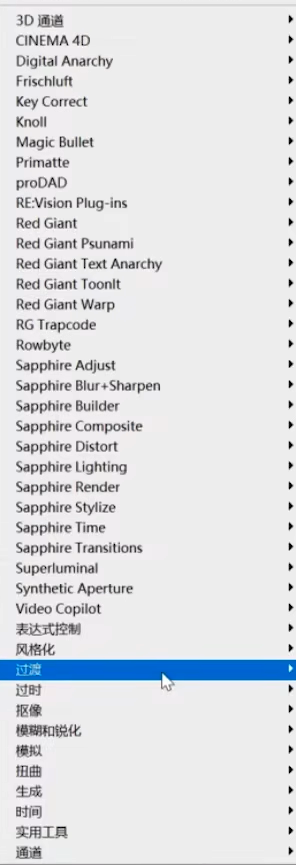 3D 通道
CINEMA 4D
Digital Anarchy
Frischluft
Key Correct
Knoll
Magic Bullet
Primatte
proDAD
RE:Vision Plug-ins
Red Giant
Red Giant Psunami
Red Giant Text Anarchy
Red Giant ToonIt
Red Giant Warp
RG Trapcode
Rowbyte
Sapphire Adjust
Sapphire Blur+Sharpen
Sapphire Builder
Sapphire Composite
Sapphire Distort
Sapphire Lighting
Sapphire Render
Sapphire Stylize
Sapphire Time
Sapphire Transitions
Superluminal
Synthetic Aperture
Video Copilot
表达式控制
风格化
过渡
过时
抠像
模糊和锐化
模拟
扭曲
生成
时间
实用工具
通道